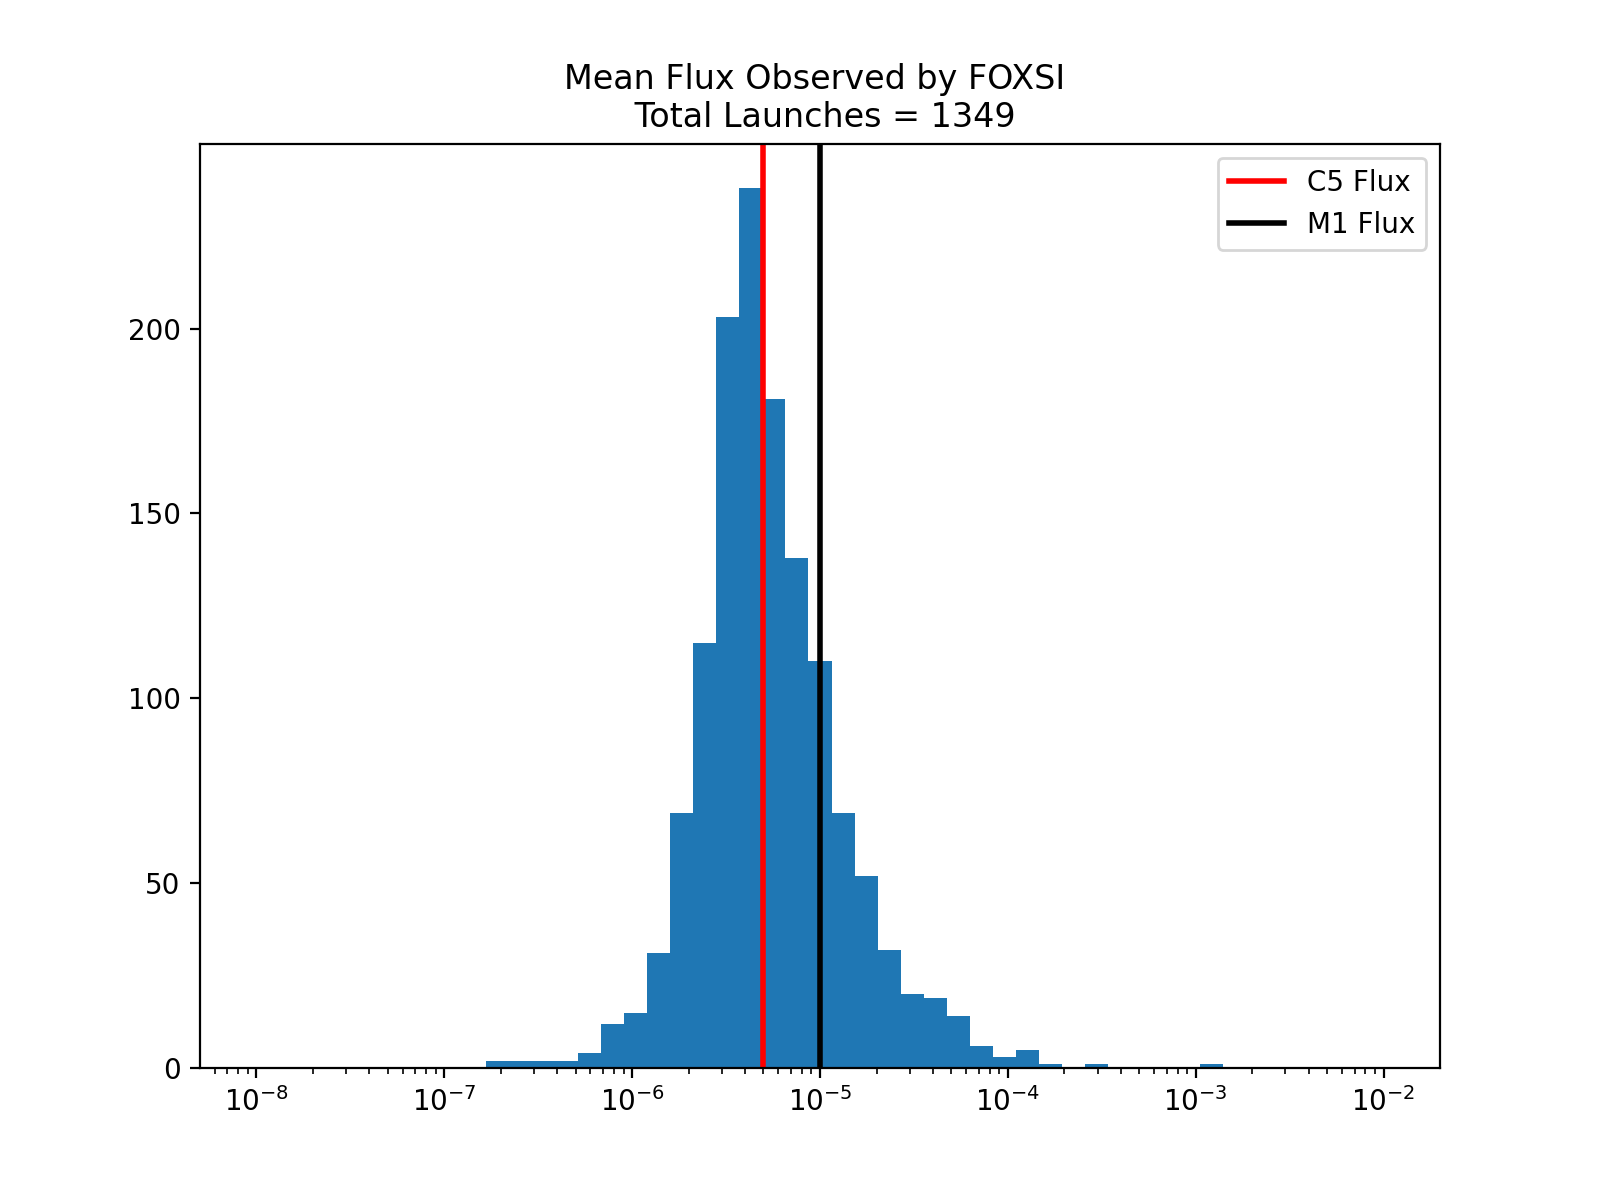 Mean Flux Observed by FOXSI
Total Launches = 1349
C5 Flux
M1 Flux
200
150
100
50
0
10⁻⁸ 10⁻⁷ 10⁻⁶ 10⁻⁵ 10⁻⁴ 10⁻³ 10⁻²